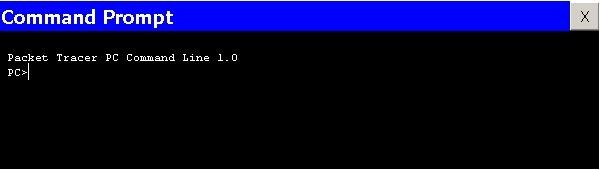 Command Prompt X
Packet Tracer PC Command Line 1.0
PC>